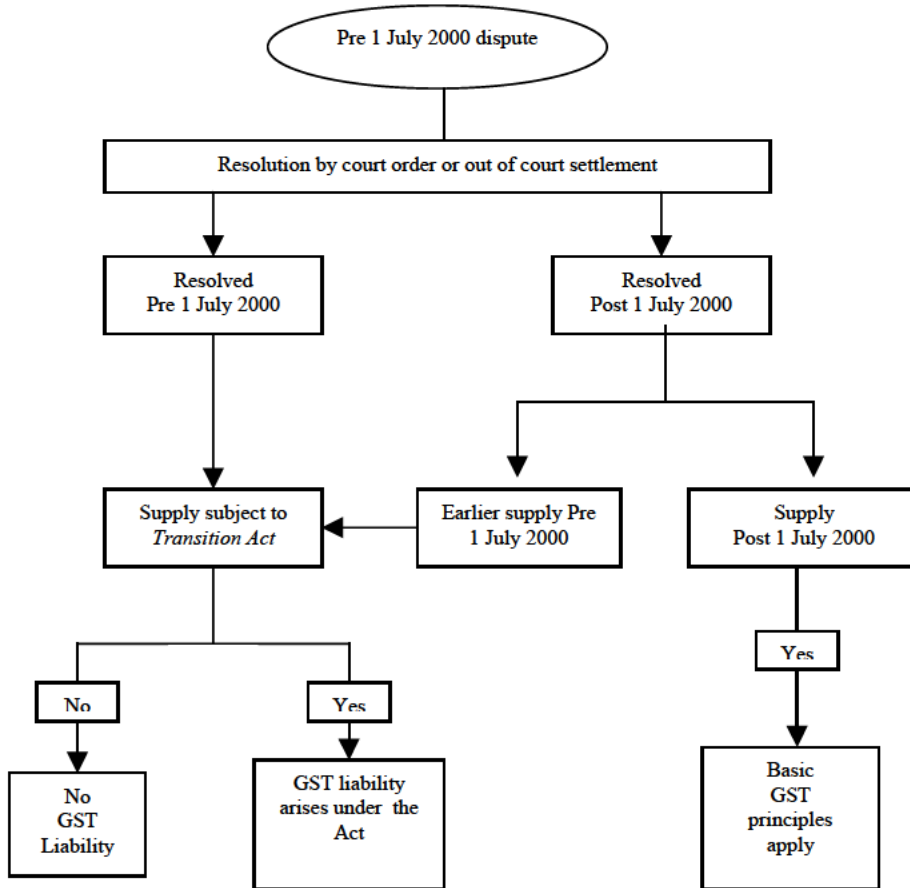 Pre 1 July 2000 dispute
Resolution by court order or out of court settlement
Resolved
Pre 1 July 2000
Resolved
Post 1 July 2000
Supply subject to
Transition Act
Earlier supply Pre
1 July 2000
Supply
Post 1 July 2000
Yes
No
Yes
No
GST
Liability
GST liability
arises under the
Act
Basic
GST
principles
apply